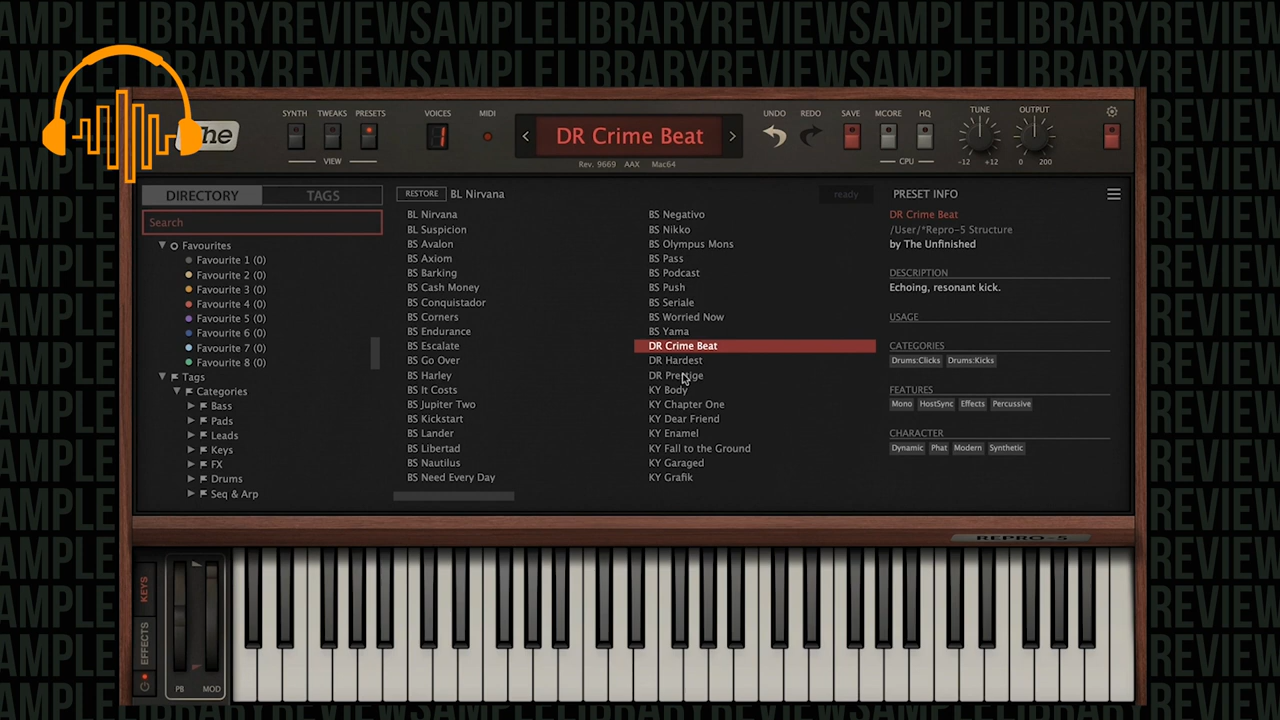 SAMPLELIBRARYREVIEWSAMPLELIBRARYREVIEWSAMPLELIBRARYREVIEWS
The
SYNTH TWEAKS PRESETS VOICES MIDI
VIEW
1
DR Crime Beat
Rev. 9669 AAX Mac64
UNDO REDO SAVE MCORE HQ TUNE OUTPUT
CPU
-12 +12 0 200
DIRECTORY TAGS
Search
Favourites
Favourite 1 (0)
Favourite 2 (0)
Favourite 3 (0)
Favourite 4 (0)
Favourite 5 (0)
Favourite 6 (0)
Favourite 7 (0)
Favourite 8 (0)
Tags
Categories
Bass
Pads
Leads
Keys
FX
Drums
Seq & Arp
RESTORE BL Nirvana
ready
BL Nirvana
BL Suspicion
BS Avalon
BS Axiom
BS Barking
BS Cash Money
BS Conquistador
BS Corners
BS Endurance
BS Escalate
BS Go Over
BS Harley
BS It Costs
BS Jupiter Two
BS Kickstart
BS Lander
BS Libertad
BS Nautilus
BS Need Every Day
BS Negativo
BS Nikko
BS Olympus Mons
BS Pass
BS Podcast
BS Push
BS Seriale
BS Worried Now
BS Yama
DR Crime Beat
DR Hardest
DR Prestige
KY Body
KY Chapter One
KY Dear Friend
KY Enamel
KY Fall to the Ground
KY Garaged
KY Grafik
PRESET INFO
DR Crime Beat
/User/*Repro-5 Structure
by The Unfinished
DESCRIPTION
Echoing, resonant kick.
USAGE
CATEGORIES
Drums:Clicks Drums:Kicks
FEATURES
Mono HostSync Effects Percussive
CHARACTER
Dynamic Phat Modern Synthetic
REPRO-5
KEYS
EFFECTS
PB MOD